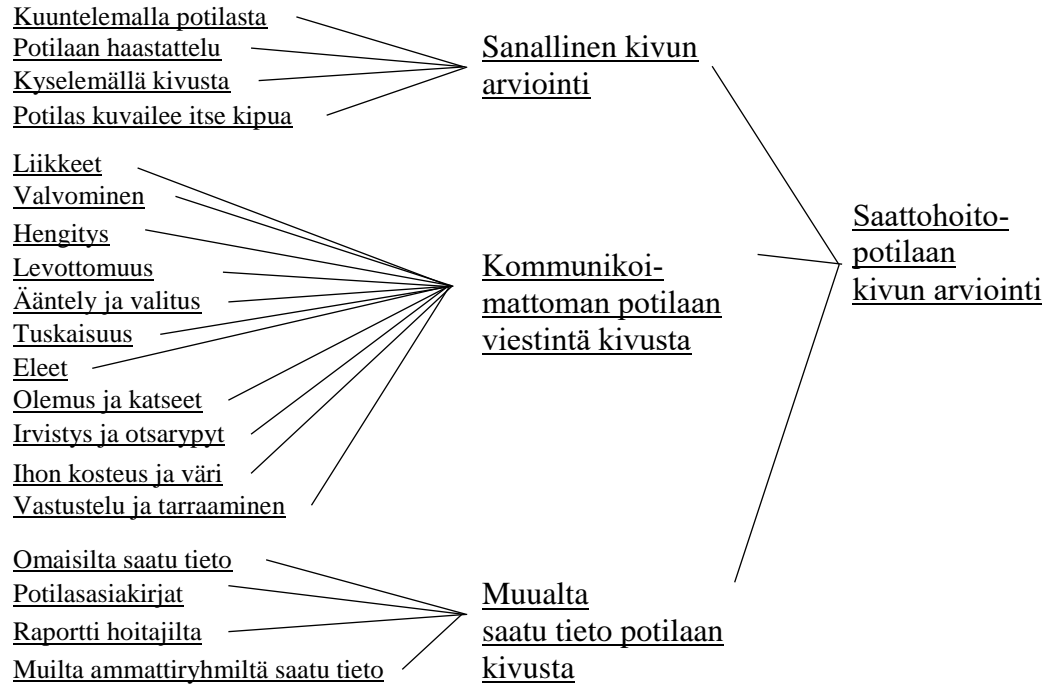 Kuuntelemalla potilasta
Potilaan haastattelu
Kyselemällä kivusta
Potilas kuvailee itse kipua
Sanallinen kivun
arviointi
Liikkeet
Valvominen
Hengitys
Levottomuus
Ääntely ja valitus
Tuskaisuus
Eleet
Olemus ja katseet
Irvistys ja otsarypyt
Ihon kosteus ja väri
Vastustelu ja tarraaminen
Kommunikoi-
mattoman potilaan
viestintä kivusta
Omaisilta saatu tieto
Potilasasiakirjat
Raportti hoitajilta
Muilta ammattiryhmiltä saatu tieto
Muualta
saatu tieto potilaan
kivusta
Saattohoito-
potilaan
kivun arviointi